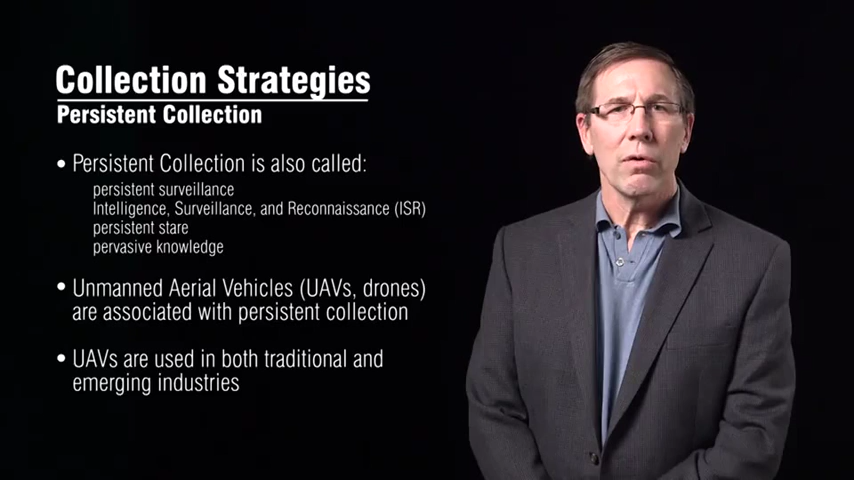 Collection Strategies
Persistent Collection
• Persistent Collection is also called:
persistent surveillance
Intelligence, Surveillance, and Reconnaissance (ISR)
persistent stare
pervasive knowledge
• Unmanned Aerial Vehicles (UAVs, drones)
are associated with persistent collection
• UAVs are used in both traditional and
emerging industries